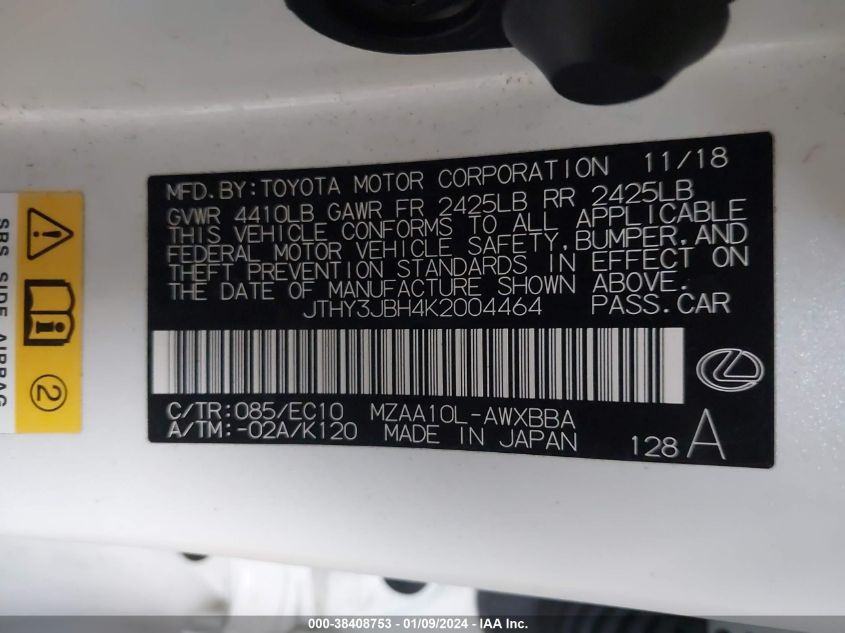 MFD. BY: TOYOTA MOTOR CORPORATION 11/18
GVWR 4410LB GAWR FR 2425LB RR 2425LB
THIS VEHICLE CONFORMS TO ALL APPLICABLE
FEDERAL MOTOR VEHICLE SAFETY, BUMPER, AND
THEFT PREVENTION STANDARDS IN EFFECT ON
THE DATE OF MANUFACTURE SHOWN ABOVE.
JTHY3JBH4K2004464 PASS. CAR
C/TR: 085/EC10 MZAA10L-AWXBBA
A/TM: -02A/K120 MADE IN JAPAN
128 A
SRS SIDE AIRBAG
2
000-38408753 - 01/09/2024 - IAA Inc.